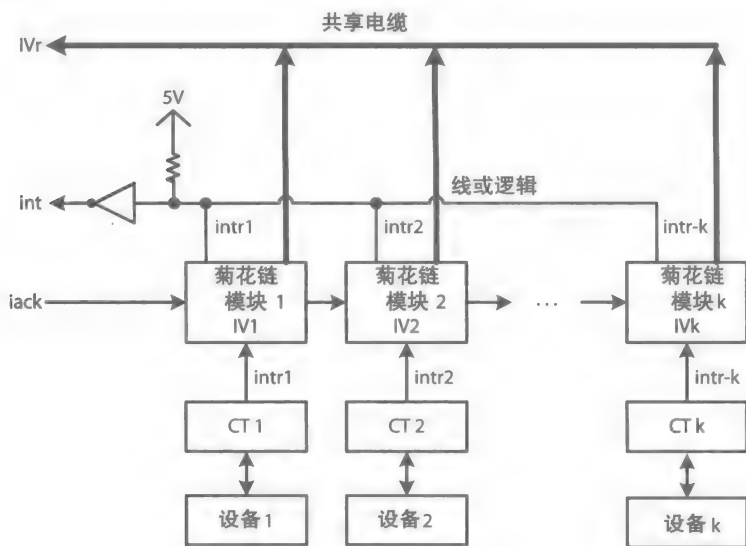 共享电缆
IVr
5V
int
线或逻辑
intr1
intr2
intr-k
iack
菊花链
模块 1
IV1
菊花链
模块 2
IV2
...
菊花链
模块 k
IVk
intr1
intr2
intr-k
CT 1
CT 2
CT k
设备 1
设备 2
设备 k